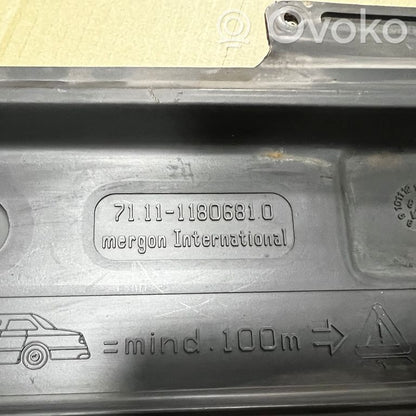 Ovoko
71.11-1180681.0
mergon International
=mind.100m ⇒